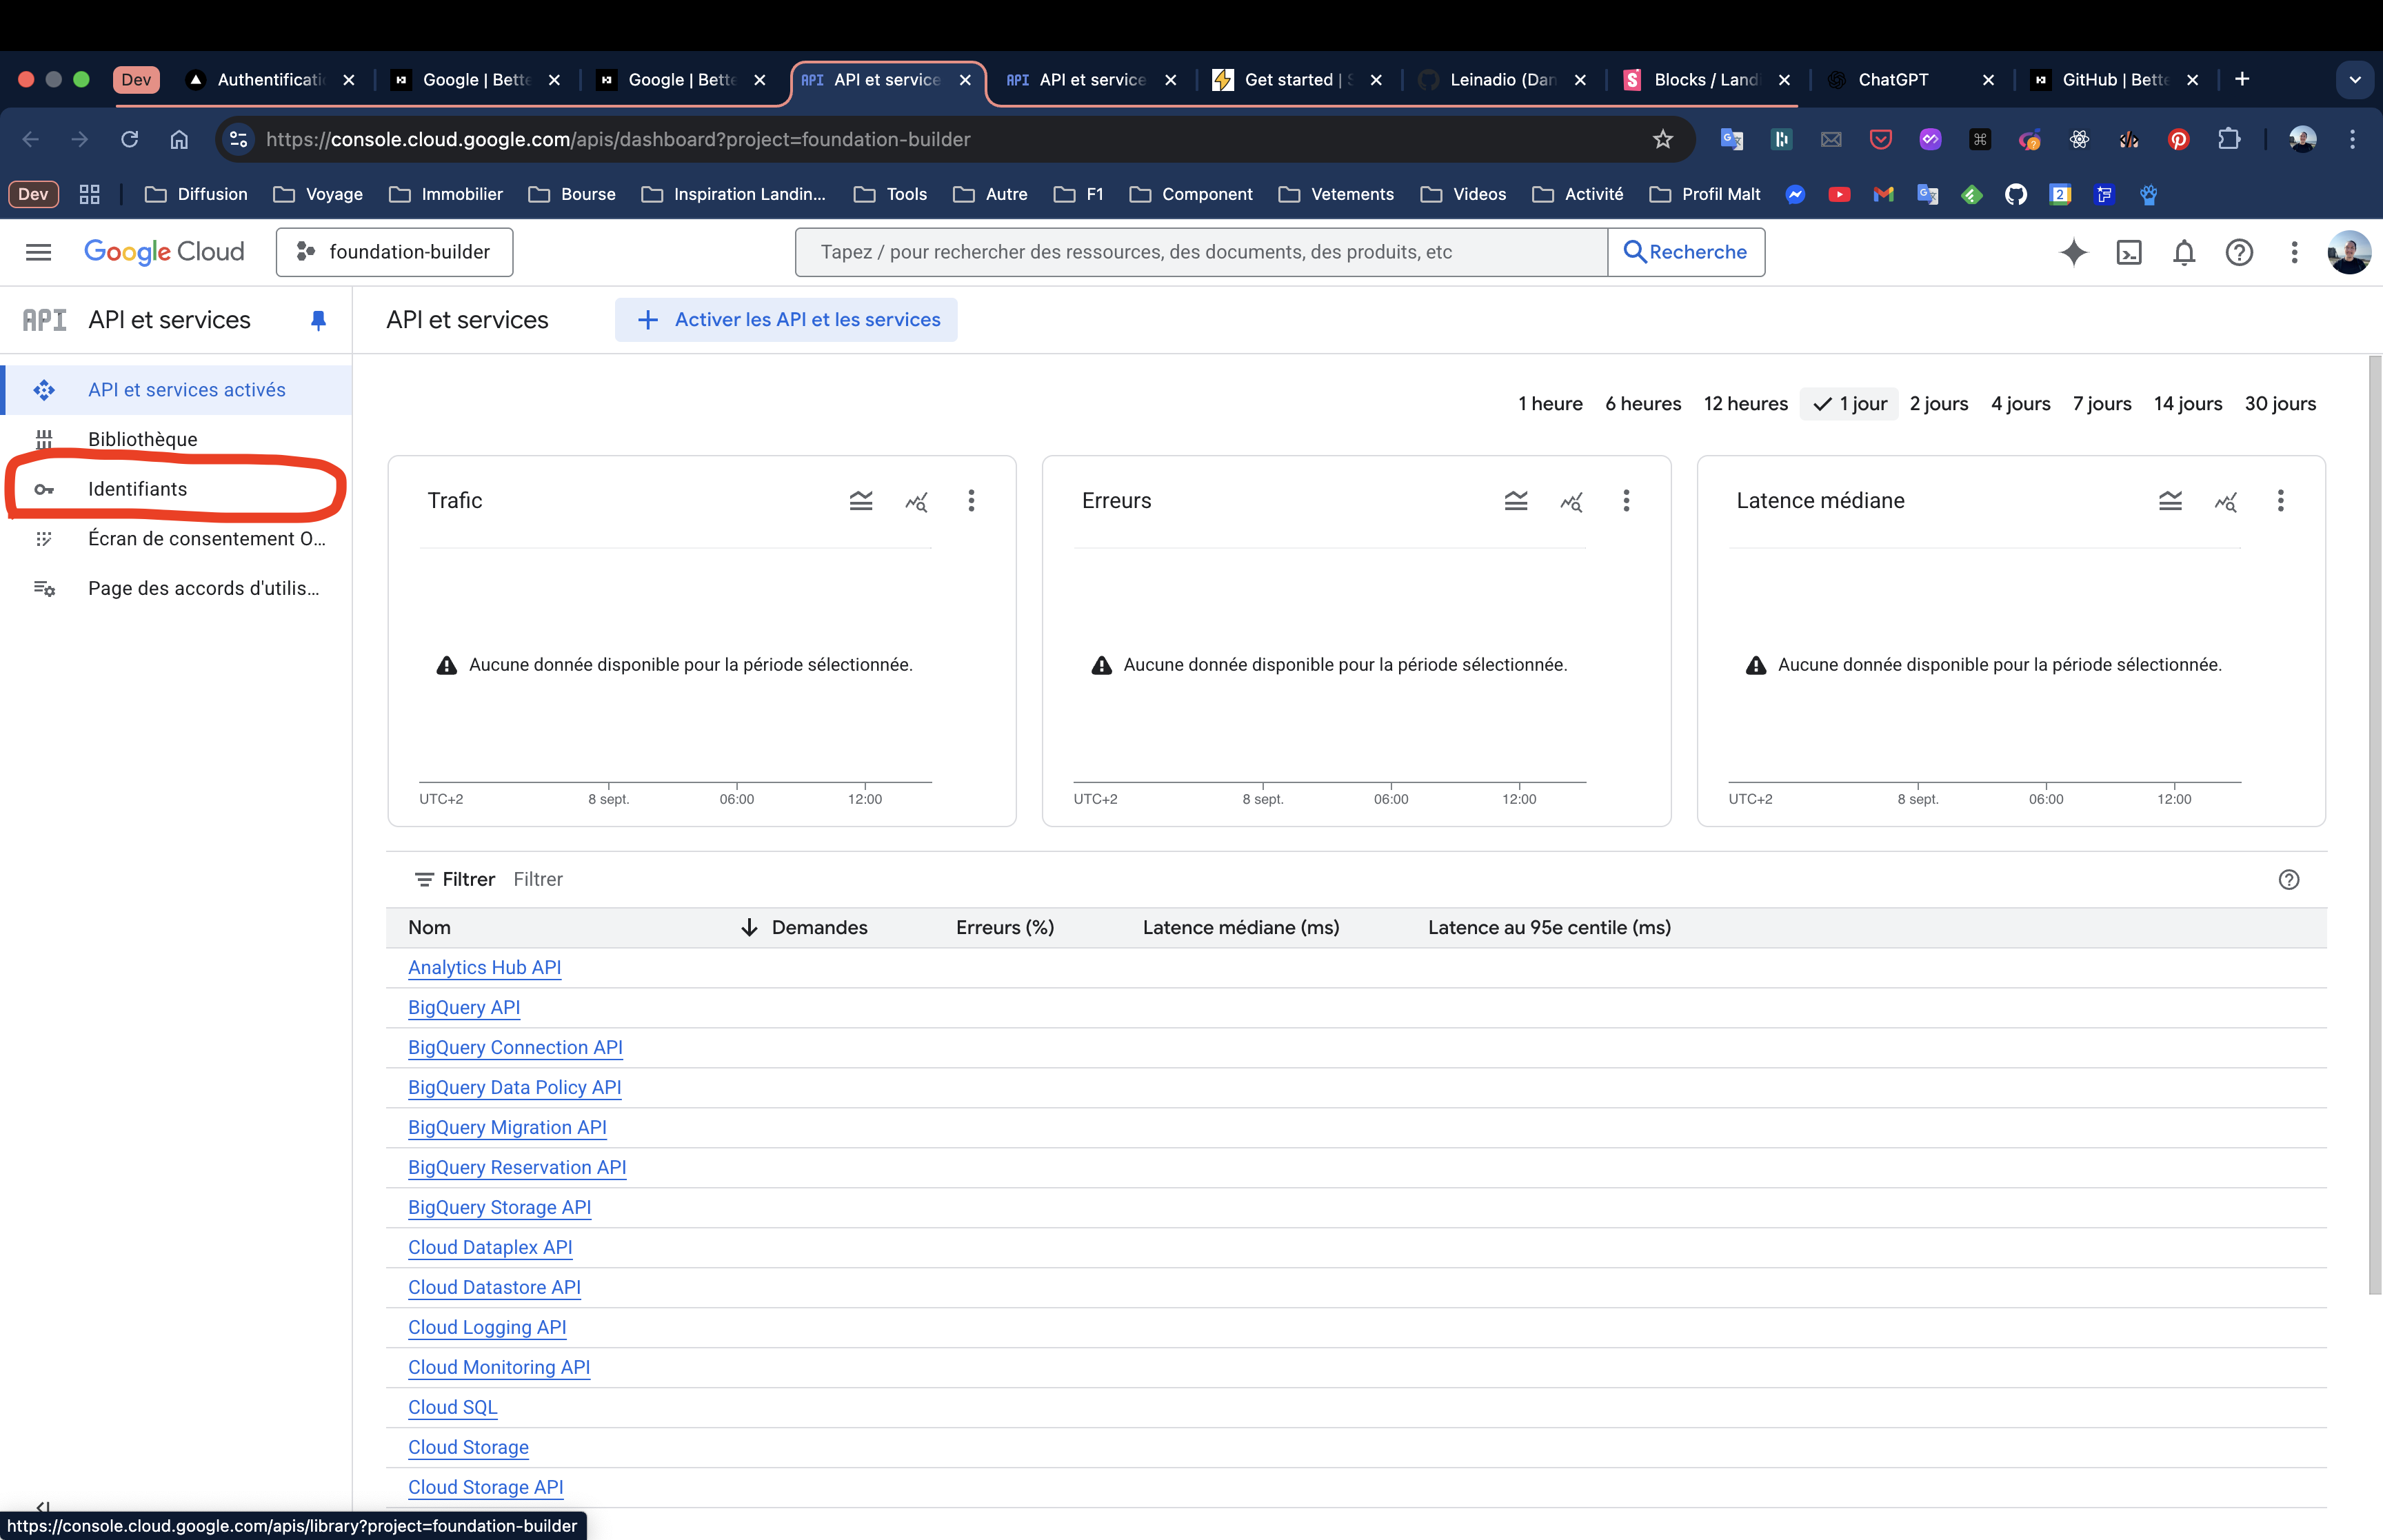 Dev
Authentificati
Google | Bette
Google | Bette
API API et service
API API et service
Get started | S
Leinadio (Dan
Blocks / Landi
ChatGPT
GitHub | Bette
https://console.cloud.google.com/apis/dashboard?project=foundation-builder
Dev
Diffusion
Voyage
Immobilier
Bourse
Inspiration Landin...
Tools
Autre
F1
Component
Vetements
Videos
Activité
Profil Malt
2
Google Cloud
foundation-builder
Tapez / pour rechercher des ressources, des documents, des produits, etc
Recherche
API API et services
API et services
Activer les API et les services
API et services activés
Bibliothèque
Identifiants
Écran de consentement O...
Page des accords d'utilis...
1 heure 6 heures 12 heures 1 jour 2 jours 4 jours 7 jours 14 jours 30 jours
Trafic
Aucune donnée disponible pour la période sélectionnée.
UTC+2 8 sept. 06:00 12:00
Erreurs
Aucune donnée disponible pour la période sélectionnée.
UTC+2 8 sept. 06:00 12:00
Latence médiane
Aucune donnée disponible pour la période sélectionnée.
UTC+2 8 sept. 06:00 12:00
Filtrer Filtrer
Nom Demandes Erreurs (%) Latence médiane (ms) Latence au 95e centile (ms)
Analytics Hub API
BigQuery API
BigQuery Connection API
BigQuery Data Policy API
BigQuery Migration API
BigQuery Reservation API
BigQuery Storage API
Cloud Dataplex API
Cloud Datastore API
Cloud Logging API
Cloud Monitoring API
Cloud SQL
Cloud Storage
Cloud Storage API
https://console.cloud.google.com/apis/library?project=foundation-builder